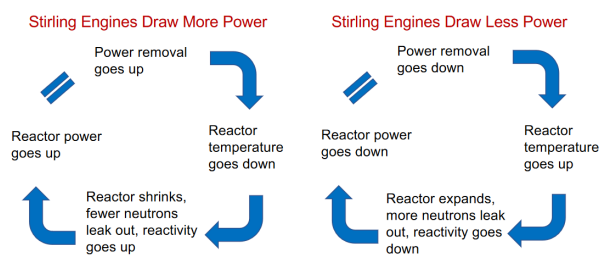 Stirling Engines Draw More Power
Power removal
goes up
Reactor
temperature
goes down
Reactor shrinks,
fewer neutrons
leak out, reactivity
goes up
Reactor power
goes up
Stirling Engines Draw Less Power
Power removal
goes down
Reactor
temperature
goes up
Reactor expands,
more neutrons leak
out, reactivity goes
down
Reactor power
goes down